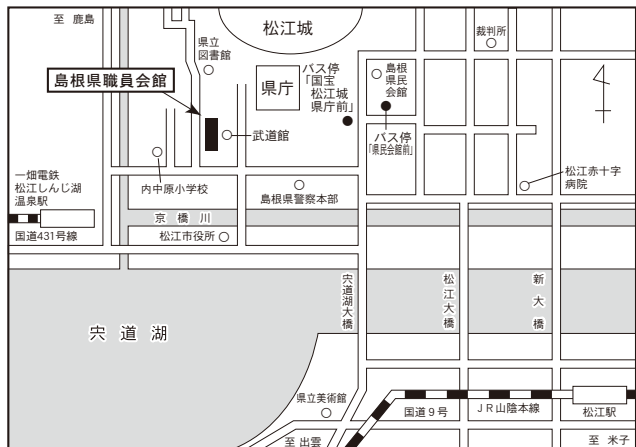 至 鹿島
松江城
裁判所
県立
図書館
島根県職員会館
県庁
バス停
「国宝
松江城
県庁前」
島根
県民
会館
バス停
「県民会館前」
武道館
一畑電鉄
松江しんじ湖
温泉駅
内中原小学校
島根県警察本部
松江赤十字
病院
京橋川
国道431号線
松江市役所
宍道湖大橋
松江大橋
新大橋
宍道湖
県立美術館
国道9号
JR山陰本線
松江駅
至 出雲
至 米子